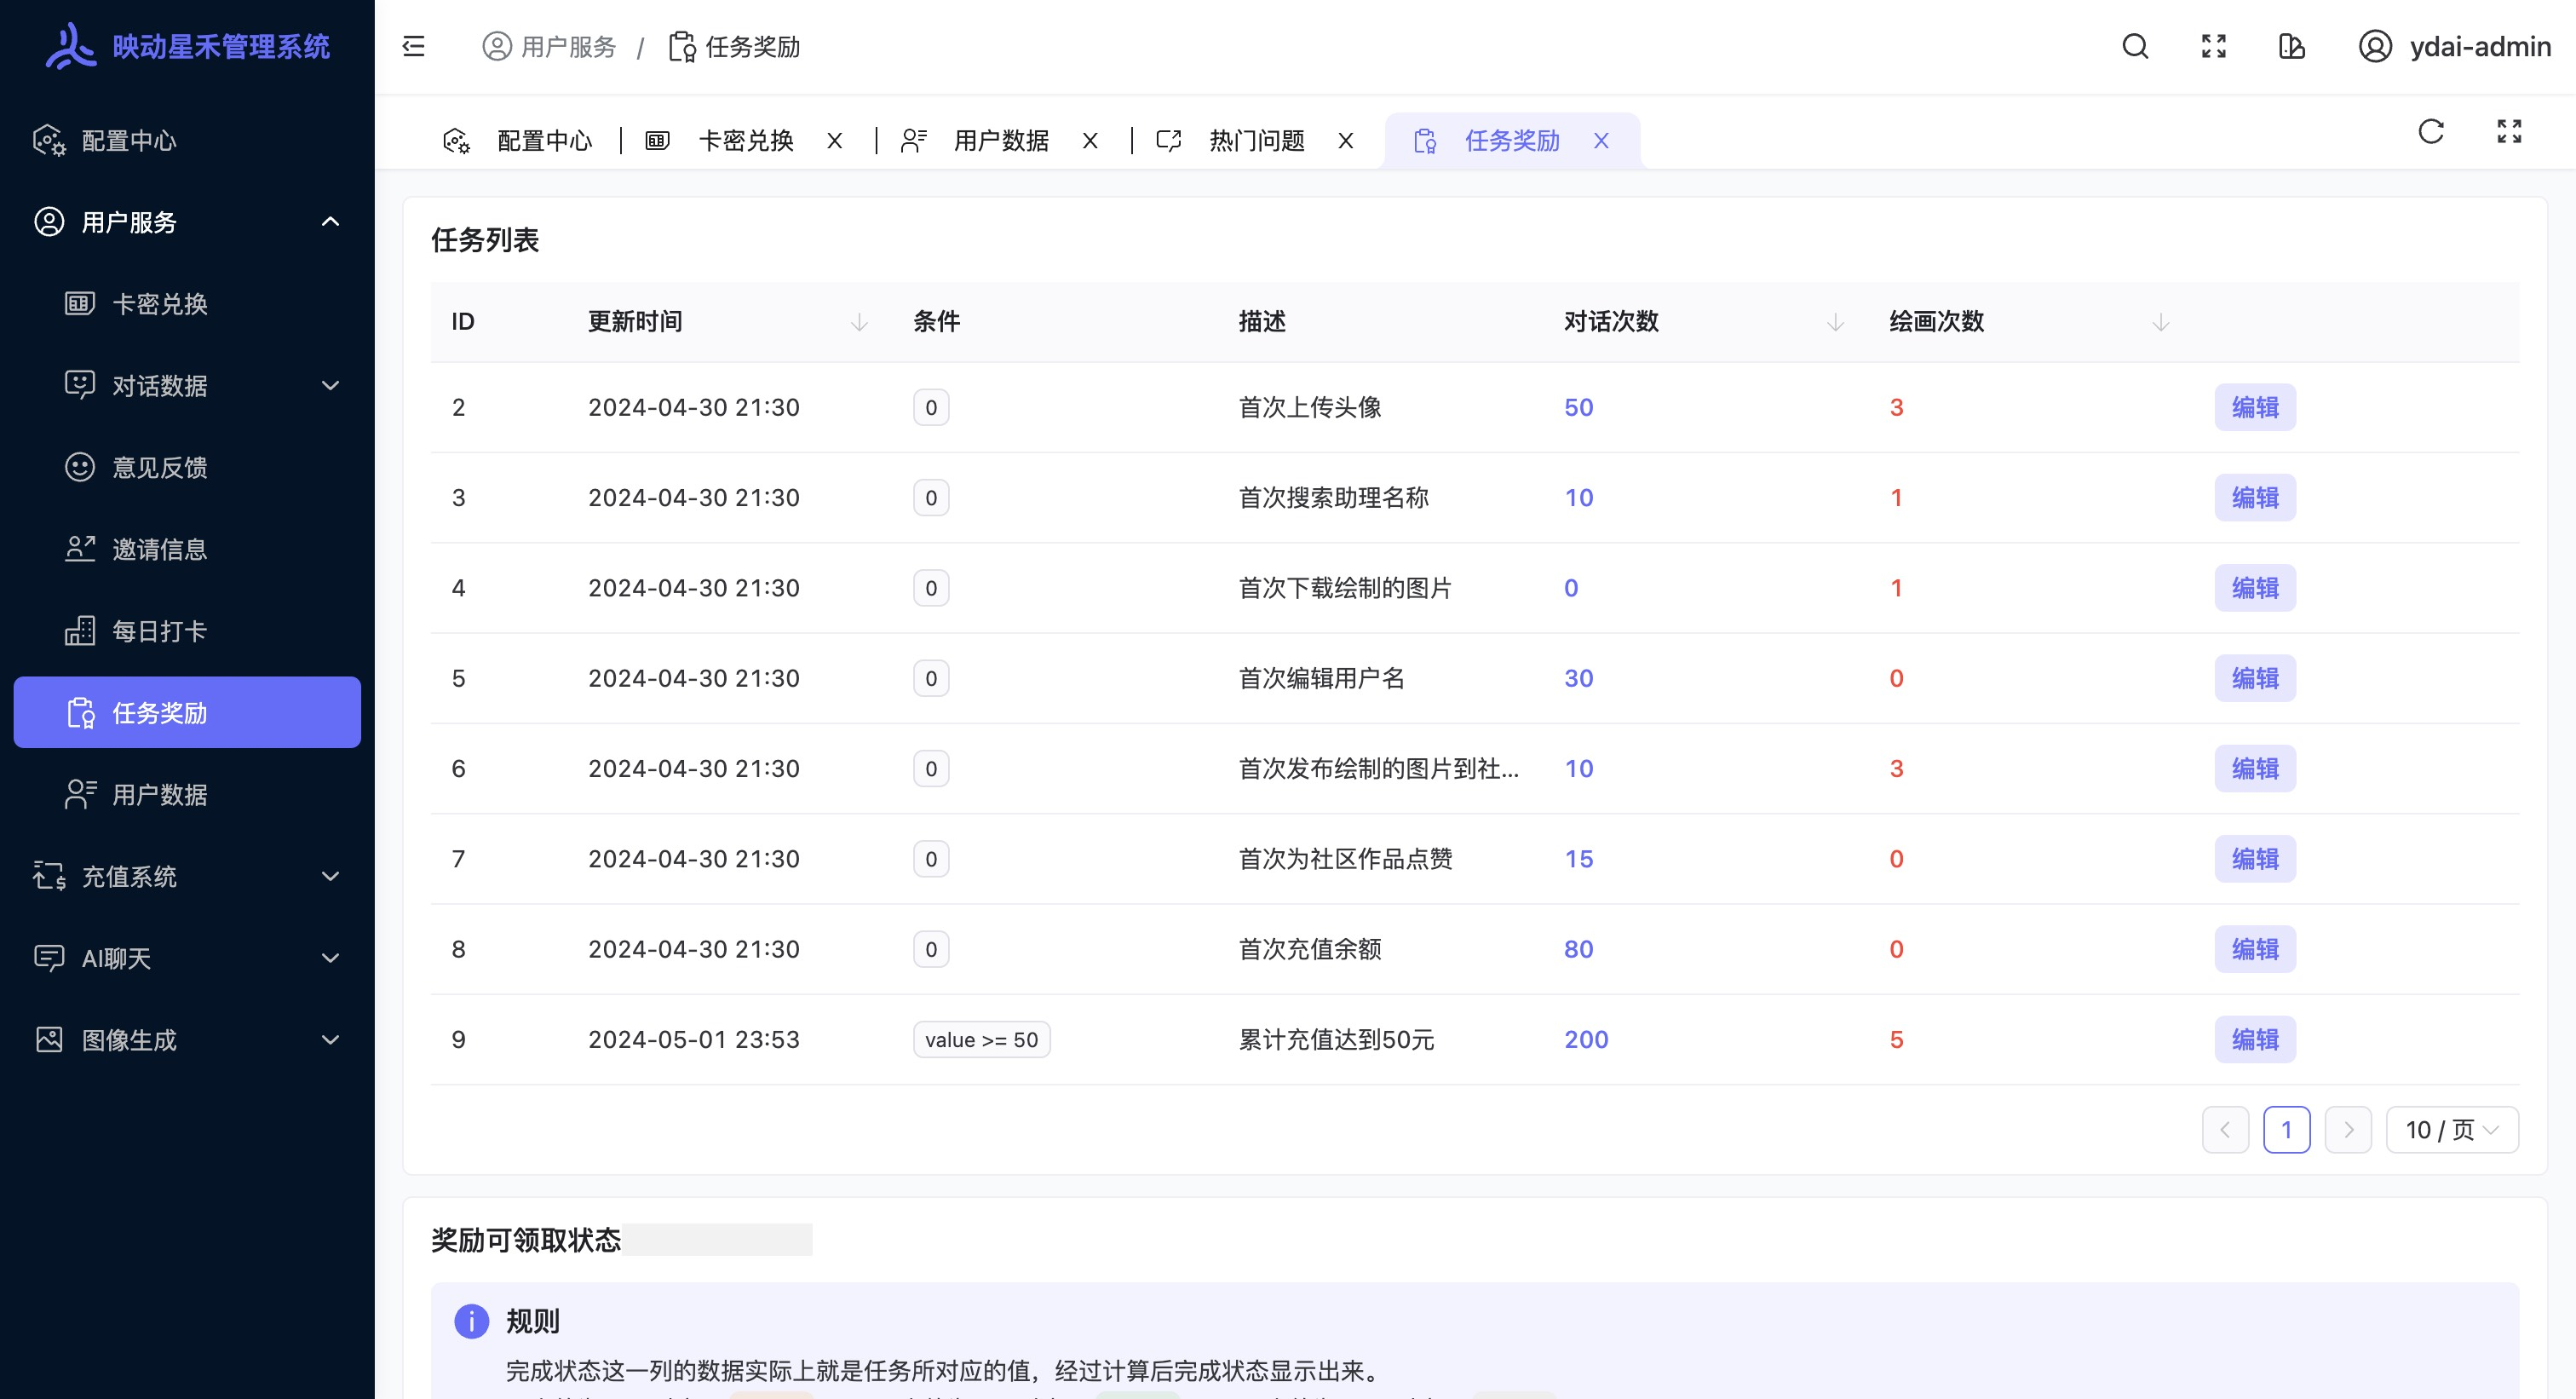 映动星禾管理系统
用户服务 / 任务奖励
ydai-admin
配置中心
用户服务
卡密兑换
对话数据
意见反馈
邀请信息
每日打卡
任务奖励
用户数据
充值系统
AI聊天
图像生成
配置中心 卡密兑换 X 用户数据 X 热门问题 X 任务奖励 X
任务列表
ID 更新时间 条件 描述 对话次数 绘画次数
2 2024-04-30 21:30 0 首次上传头像 50 3 编辑
3 2024-04-30 21:30 0 首次搜索助理名称 10 1 编辑
4 2024-04-30 21:30 0 首次下载绘制的图片 0 1 编辑
5 2024-04-30 21:30 0 首次编辑用户名 30 0 编辑
6 2024-04-30 21:30 0 首次发布绘制的图片到社... 10 3 编辑
7 2024-04-30 21:30 0 首次为社区作品点赞 15 0 编辑
8 2024-04-30 21:30 0 首次充值余额 80 0 编辑
9 2024-05-01 23:53 value >= 50 累计充值达到50元 200 5 编辑
1 10 / 页
奖励可领取状态
规则
完成状态这一列的数据实际上就是任务所对应的值，经过计算后完成状态显示出来。